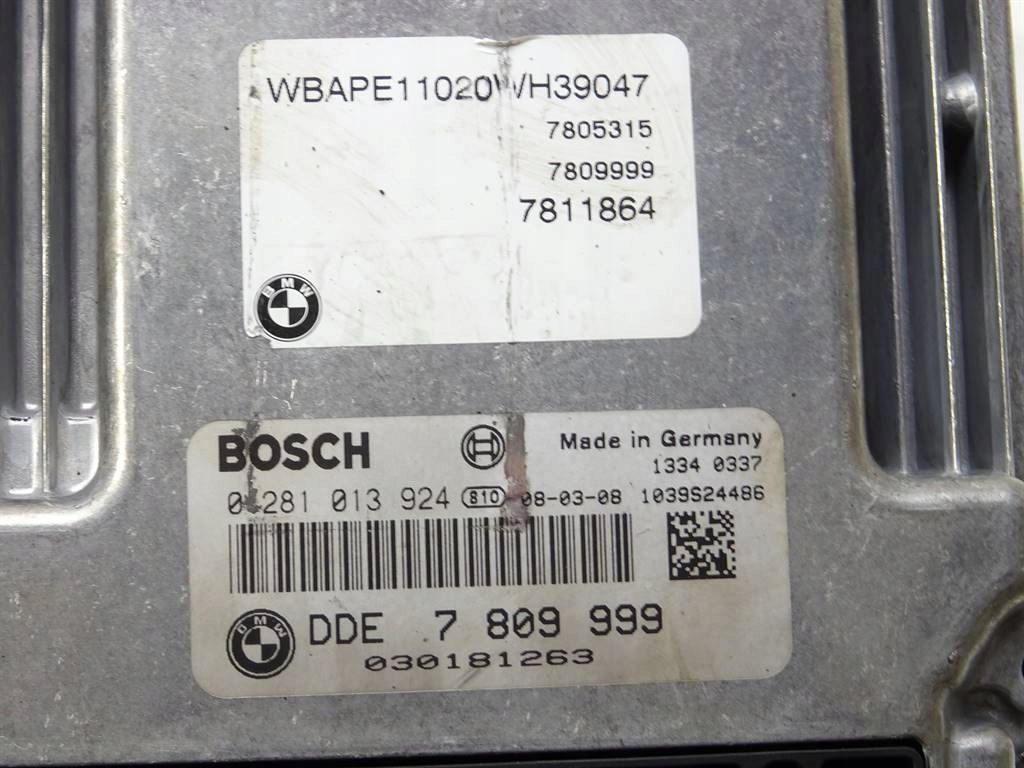 WBAPE11020WH39047
7805315
7809999
7811864
BMW
BOSCH Made in Germany
1334 0337
0 281 013 924 810 08-03-08 1039S24486
BMW DDE 7 809 999
030181263